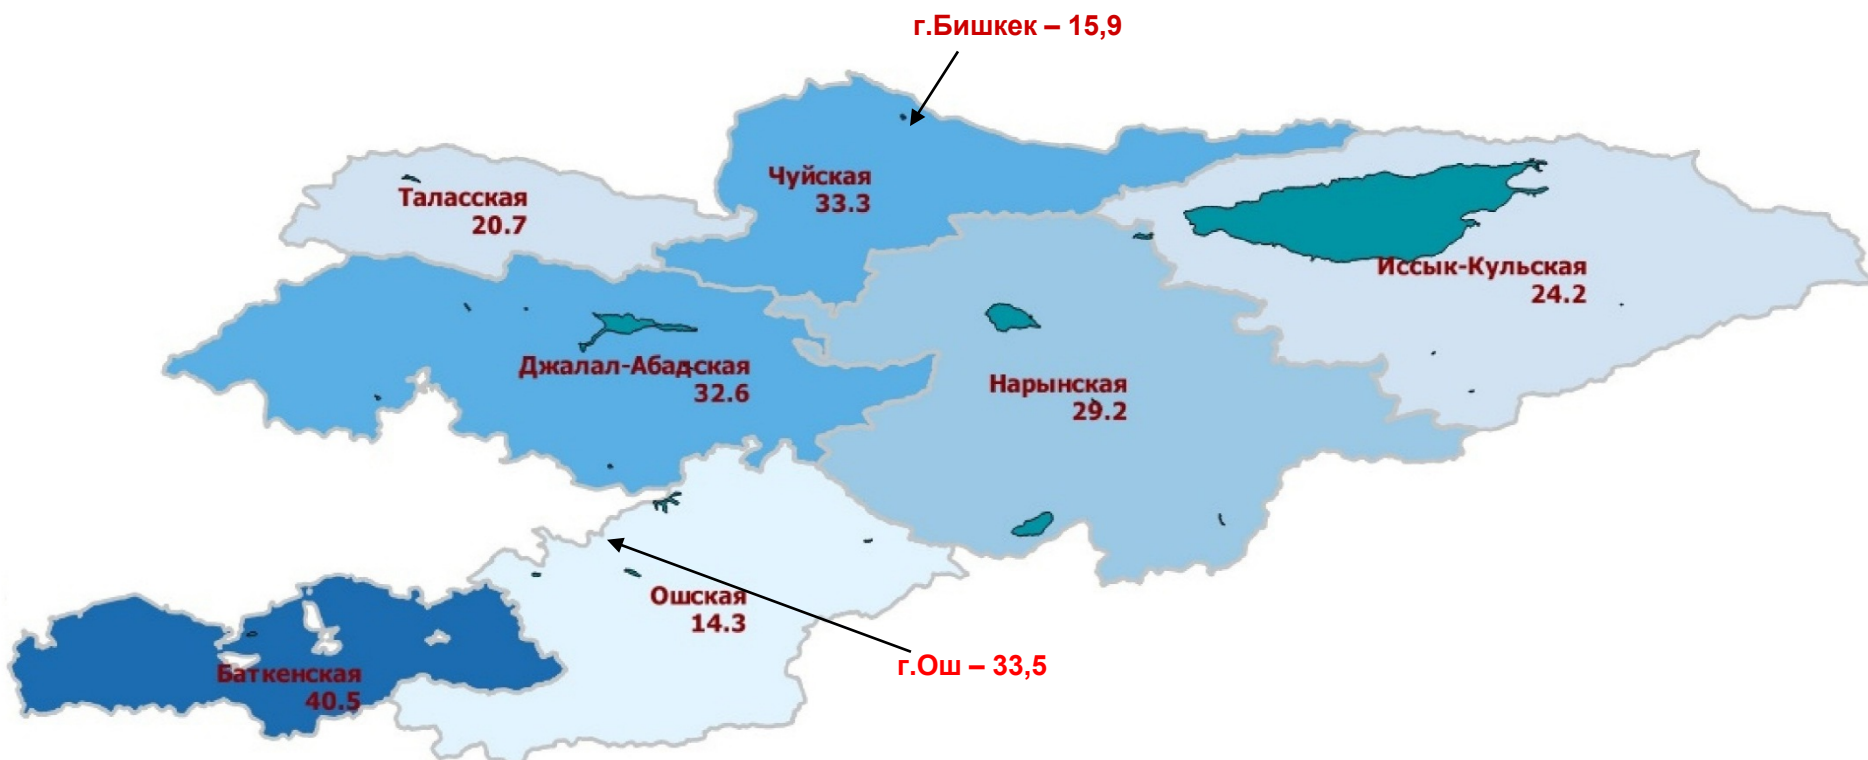 г.Бишкек – 15,9
Чуйская
33.3
Таласская
20.7
Иссык-Кульская
24.2
Джалал-Абадская
32.6
Нарынская
29.2
Ошская
14.3
г.Ош – 33,5
Баткенская
40.5